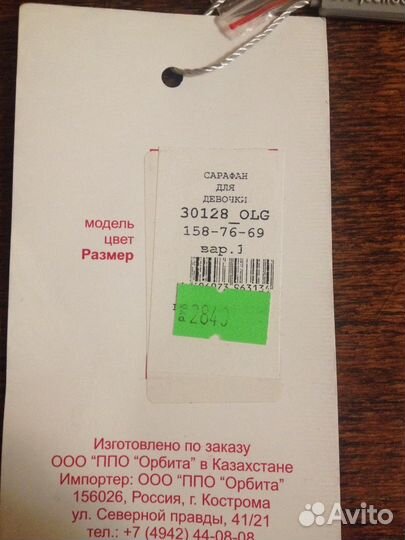 САРАФАН
ДЛЯ
ДЕВОЧКИ
30128_OLG
158-76-69
вар.1
модель
цвет
Размер
2840
Изготовлено по заказу
ООО "ППО "Орбита" в Казахстане
Импортер: ООО "ППО "Орбита"
156026, Россия, г. Кострома
ул. Северной правды, 41/21
тел.: +7 (4942) 44-08-08
Avito